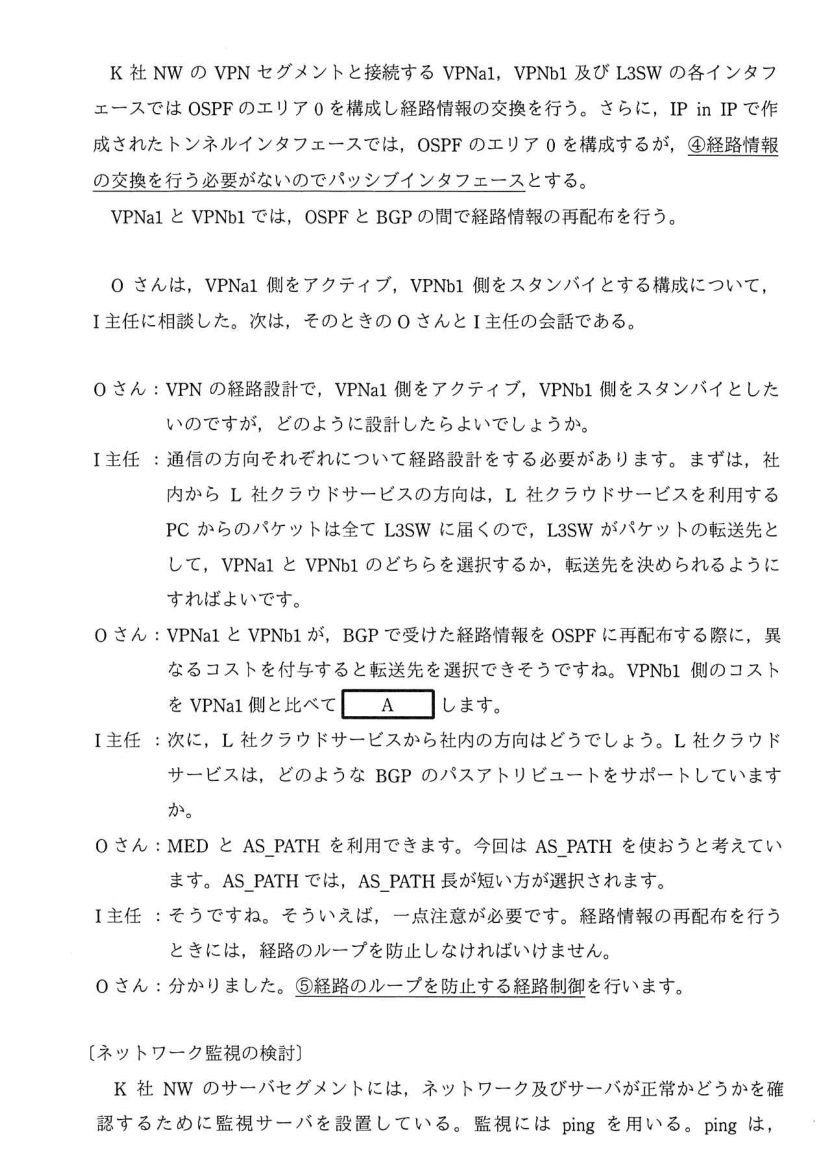 K 社 NW の VPN セグメントと接続する VPNa1，VPNb1 及び L3SW の各インタフ
ェースでは OSPF のエリア 0 を構成し経路情報の交換を行う。さらに，IP in IP で作
成されたトンネルインタフェースでは，OSPF のエリア 0 を構成するが，④経路情報
の交換を行う必要がないのでパッシブインタフェースとする。
VPNa1 と VPNb1 では，OSPF と BGP の間で経路情報の再配布を行う。
O さんは，VPNa1 側をアクティブ，VPNb1 側をスタンバイとする構成について，
I 主任に相談した。次は，そのときの O さんと I 主任の会話である。
O さん：VPN の経路設計で，VPNa1 側をアクティブ，VPNb1 側をスタンバイとした
いのですが，どのように設計したらよいでしょうか。
I 主任 ：通信の方向それぞれについて経路設計をする必要があります。まずは，社
内から L 社クラウドサービスの方向は，L 社クラウドサービスを利用する
PC からのパケットは全て L3SW に届くので，L3SW がパケットの転送先と
して，VPNa1 と VPNb1 のどちらを選択するか，転送先を決められるように
すればよいです。
O さん：VPNa1 と VPNb1 が，BGP で受けた経路情報を OSPF に再配布する際に，異
なるコストを付与すると転送先を選択できそうですね。VPNb1 側のコスト
を VPNa1 側と比べて A します。
I 主任 ：次に，L 社クラウドサービスから社内の方向はどうでしょう。L 社クラウド
サービスは，どのような BGP のパスアトリビュートをサポートしています
か。
O さん：MED と AS_PATH を利用できます。今回は AS_PATH を使おうと考えてい
ます。AS_PATH では，AS_PATH 長が短い方が選択されます。
I 主任 ：そうですね。そういえば，一点注意が必要です。経路情報の再配布を行う
ときには，経路のループを防止しなければいけません。
O さん：分かりました。⑤経路のループを防止する経路制御を行います。
〔ネットワーク監視の検討〕
K 社 NW のサーバセグメントには，ネットワーク及びサーバが正常かどうかを確
認するために監視サーバを設置している。監視には ping を用いる。ping は，